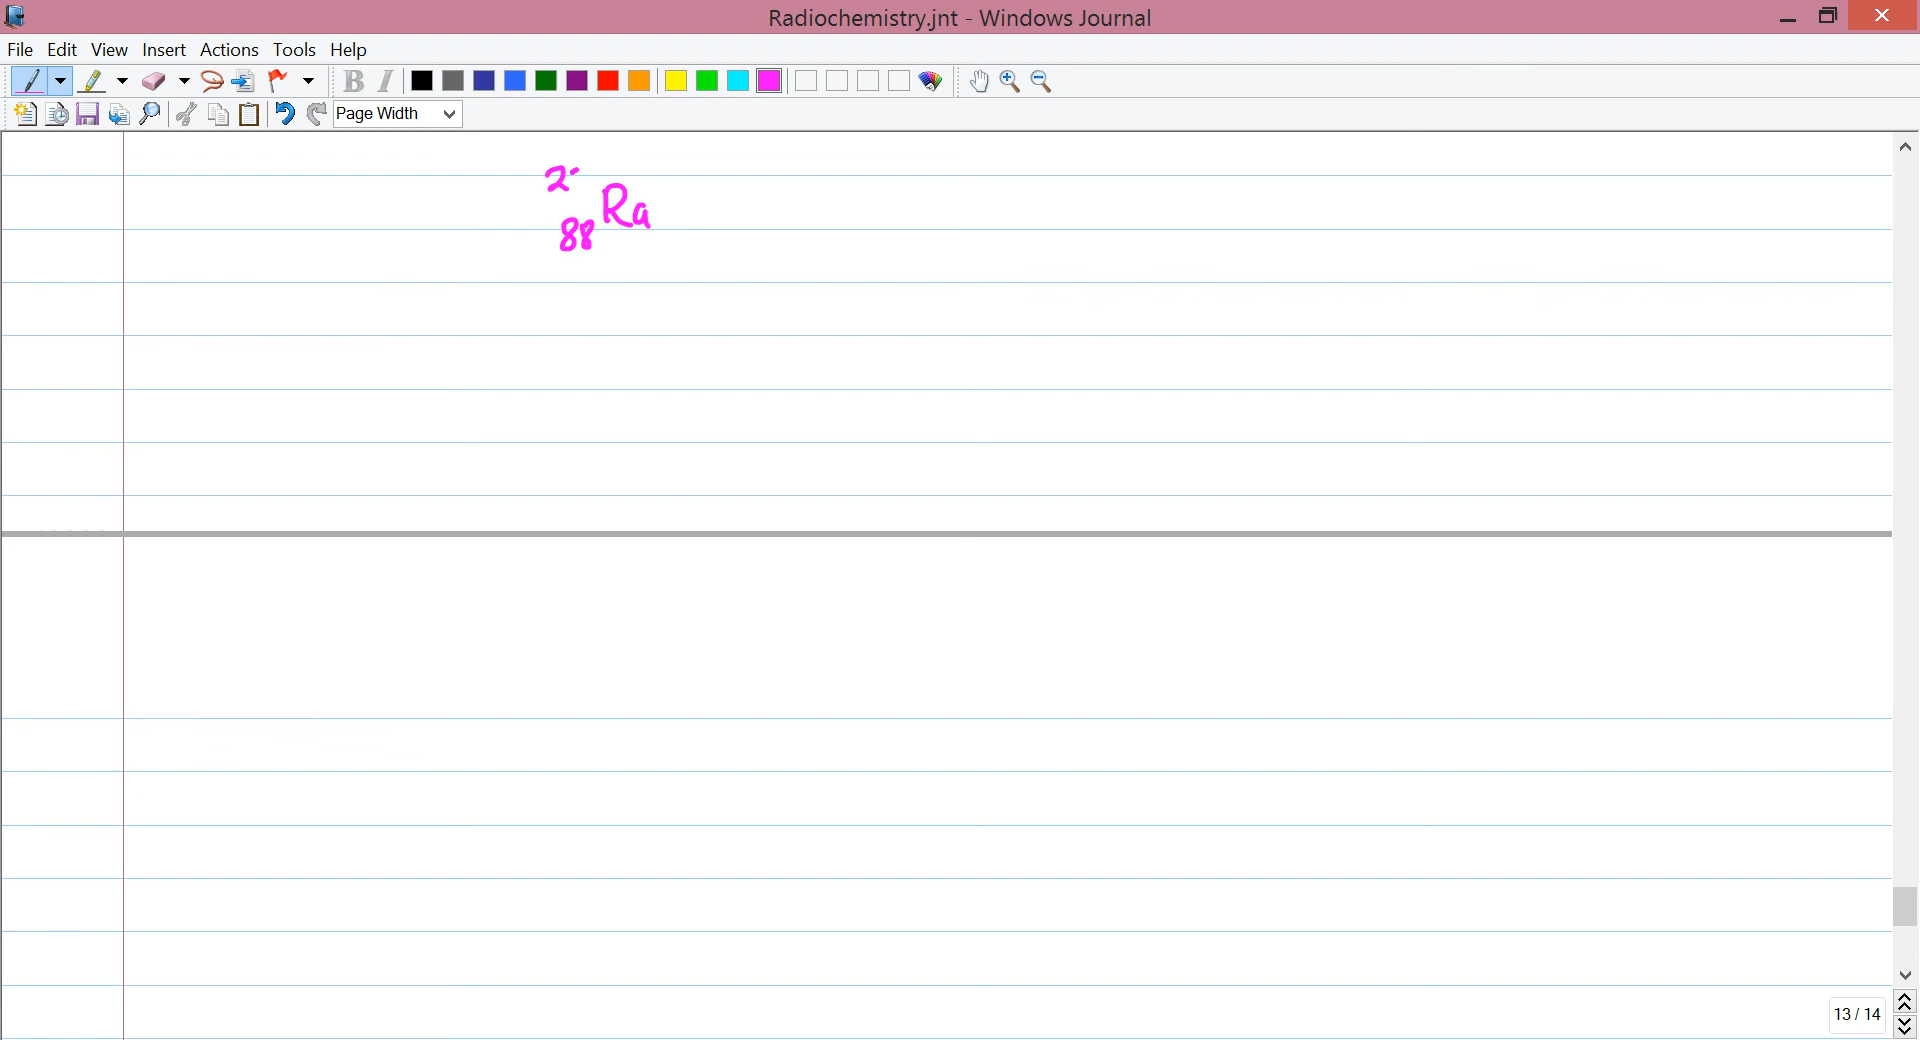 Radiochemistry.jnt - Windows Journal
File Edit View Insert Actions Tools Help
B I
Page Width
2
Ra
88
13 / 14